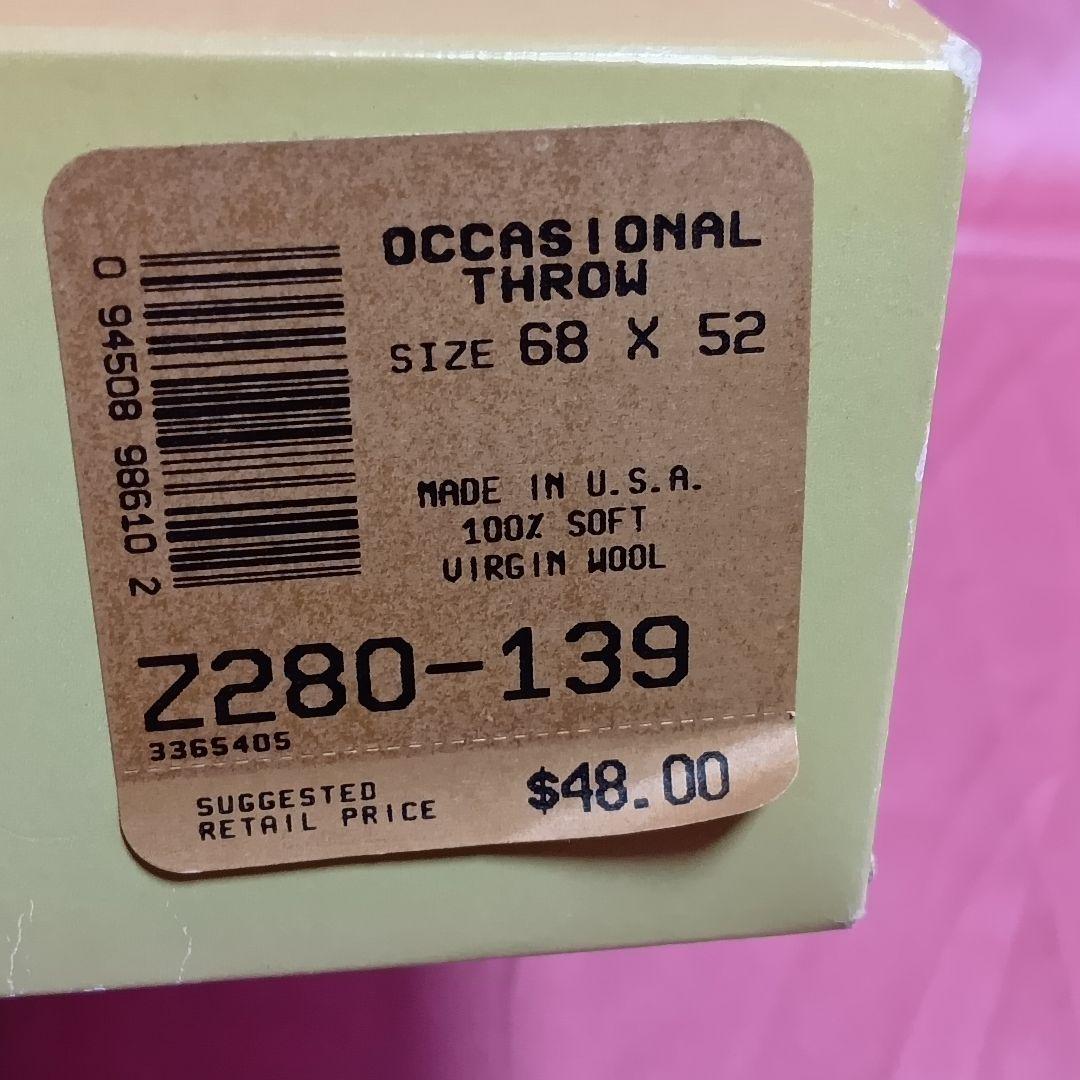 0 94508 98610 2
OCCASIONAL
THROW
SIZE 68 X 52
MADE IN U.S.A.
100% SOFT
VIRGIN WOOL
Z280-139
3365405
SUGGESTED
RETAIL PRICE
$48.00